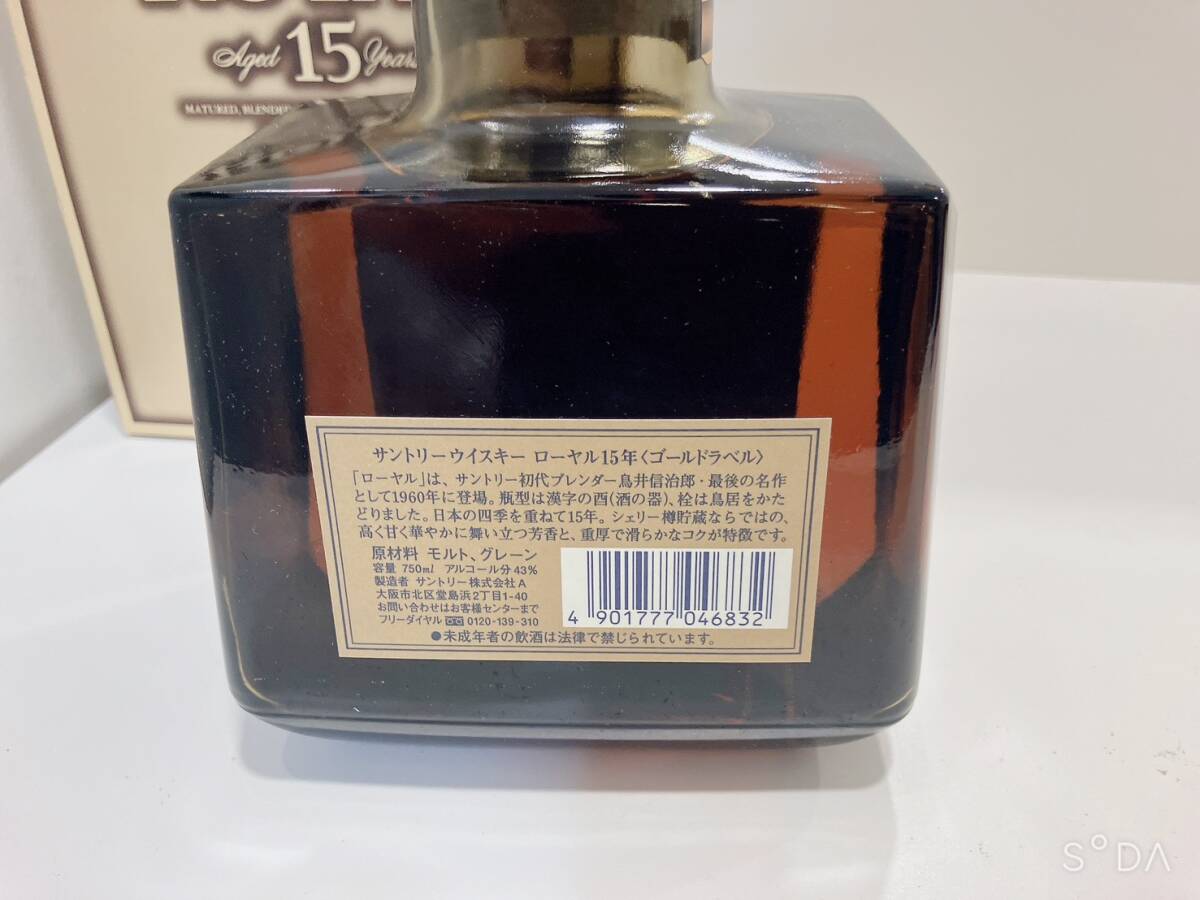 Aged 15 Years
MATURED, BLENDED
サントリーウイスキー ローヤル15年〈ゴールドラベル〉
「ローヤル」は、サントリー初代ブレンダー鳥井信治郎・最後の名作
として1960年に登場。瓶型は漢字の酉(酒の器)、栓は鳥居をかた
どりました。日本の四季を重ねて15年。シェリー樽貯蔵ならではの、
高く甘く華やかに舞い立つ芳香と、重厚で滑らかなコクが特徴です。
原材料 モルト、グレーン
容量 750ml アルコール分43%
製造者 サントリー株式会社A
大阪市北区堂島浜2丁目1-40
お問い合わせはお客様センターまで
フリーダイヤル 0120-139-310
4 901777 046832
●未成年者の飲酒は法律で禁じられています。
SODA